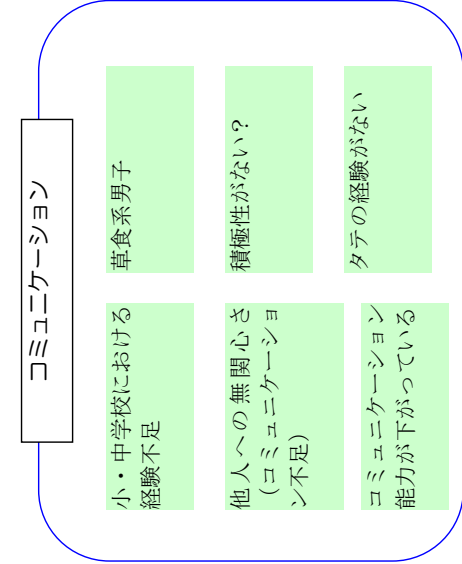 コミュニケーション
小・中学校における
経験不足
草食系男子
他人への無関心さ
（コミュニケーショ
ン不足）
積極性がない？
コミュニケーション
能力が下がっている
タテの経験がない